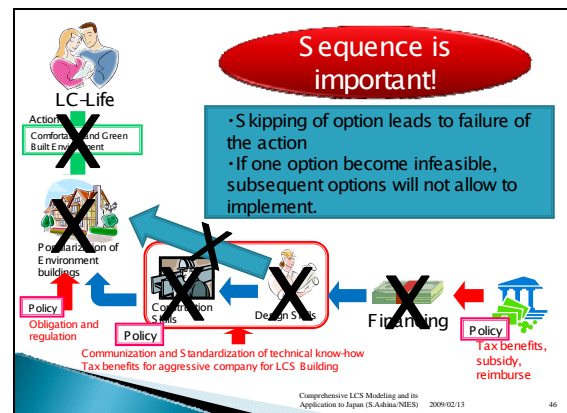 Sequence is
important!
LC-Life
Action
Comfortable and Green
Built Environment
・Skipping of option leads to failure of
the action
・If one option become infeasible,
subsequent options will not allow to
implement.
Popularization of
Environment
buildings
Construction
Skills
Design Skills
Financing
Policy
Obligation and
regulation
Policy
Communization and Standardization of technical know-how
Tax benefits for aggressive company for LCS Building
Policy
Tax benefits,
subsidy,
reimburse
Comprehensive LCS Modeling and its
Application to Japan (S.Ashina/NIES) 2009/02/13 46